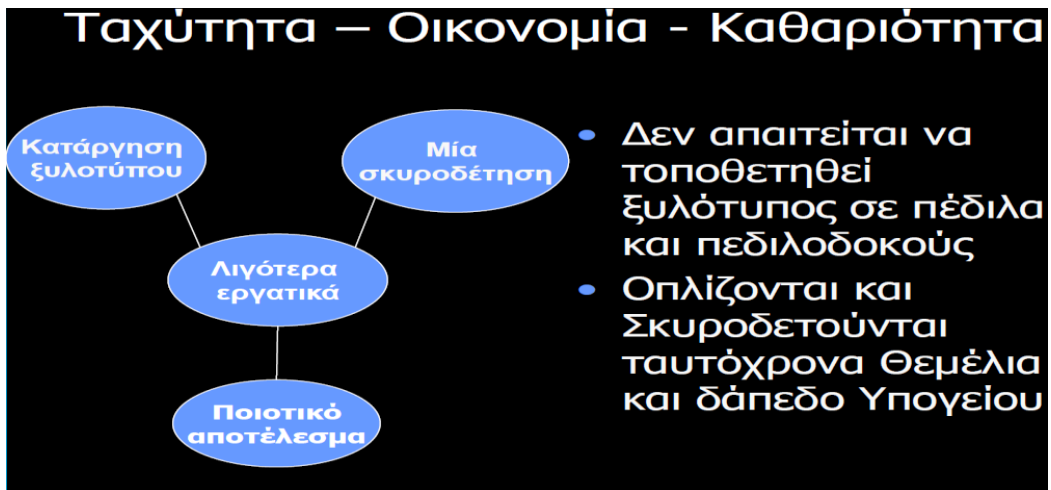 Ταχύτητα – Οικονομία - Καθαριότητα
Κατάργηση
ξυλοτύπου
Μία
σκυροδέτηση
Λιγότερα
εργατικά
Ποιοτικό
αποτέλεσμα
• Δεν απαιτείται να
τοποθετηθεί
ξυλότυπος σε πέδιλα
και πεδιλοδοκούς
• Οπλίζονται και
Σκυροδετούνται
ταυτόχρονα Θεμέλια
και δάπεδο Υπογείου